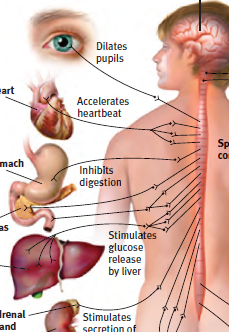 Dilates
pupils
eart
Accelerates
heartbeat
mach
Inhibits
digestion
Sp
co
as
Stimulates
glucose
release
by liver
drenal
and
Stimulates
secretion of